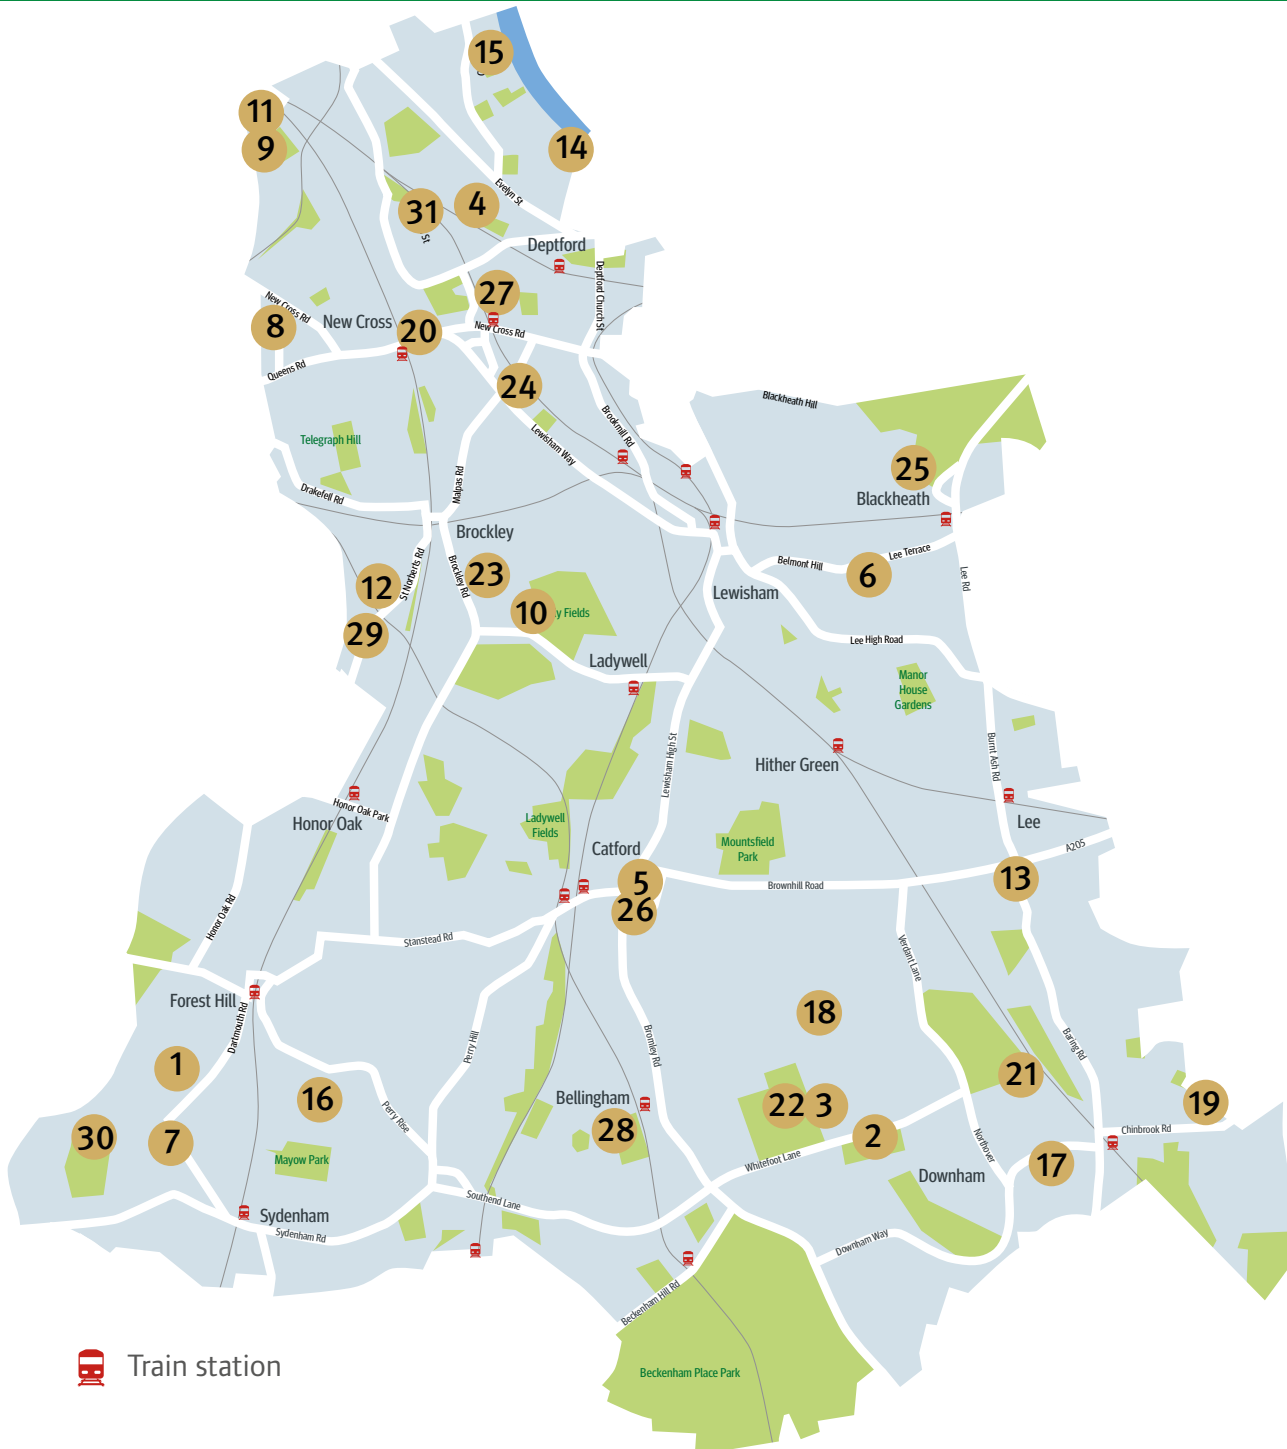 15
11
9
14
Evelyn St
4
31
St
Deptford
Deptford Church St
27
New Cross Rd
8
New Cross
20
New Cross Rd
Queens Rd
24
Blackheath Hill
Brookmill Rd
Lewisham Way
Telegraph Hill
Malpas Rd
25
Blackheath
Drakefell Rd
Brockley
Lee Terrace
Belmont Hill
6
St Norberts Rd
Brockley Rd
23
12
Lee Rd
Lewisham
10
y Fields
29
Lee High Road
Ladywell
Manor
House
Gardens
Lewisham High St
Burnt Ash Rd
Hither Green
Honor Oak Park
Honor Oak
Ladywell
Fields
Lee
Mountsfield
Park
Catford
A205
5
13
Brownhill Road
26
Honor Oak Rd
Stanstead Rd
Verdant Lane
Forest Hill
18
Dartmouth Rd
Perry Hill
Bromley Rd
Baring Rd
1
21
16
Bellingham
22
3
19
Perry Rise
28
30
7
2
Chinbrook Rd
Northover
Mayow Park
Whitefoot Lane
17
Downham
Southend Lane
Sydenham
Sydenham Rd
Downham Way
Beckenham Hill Rd
Train station
Beckenham Place Park